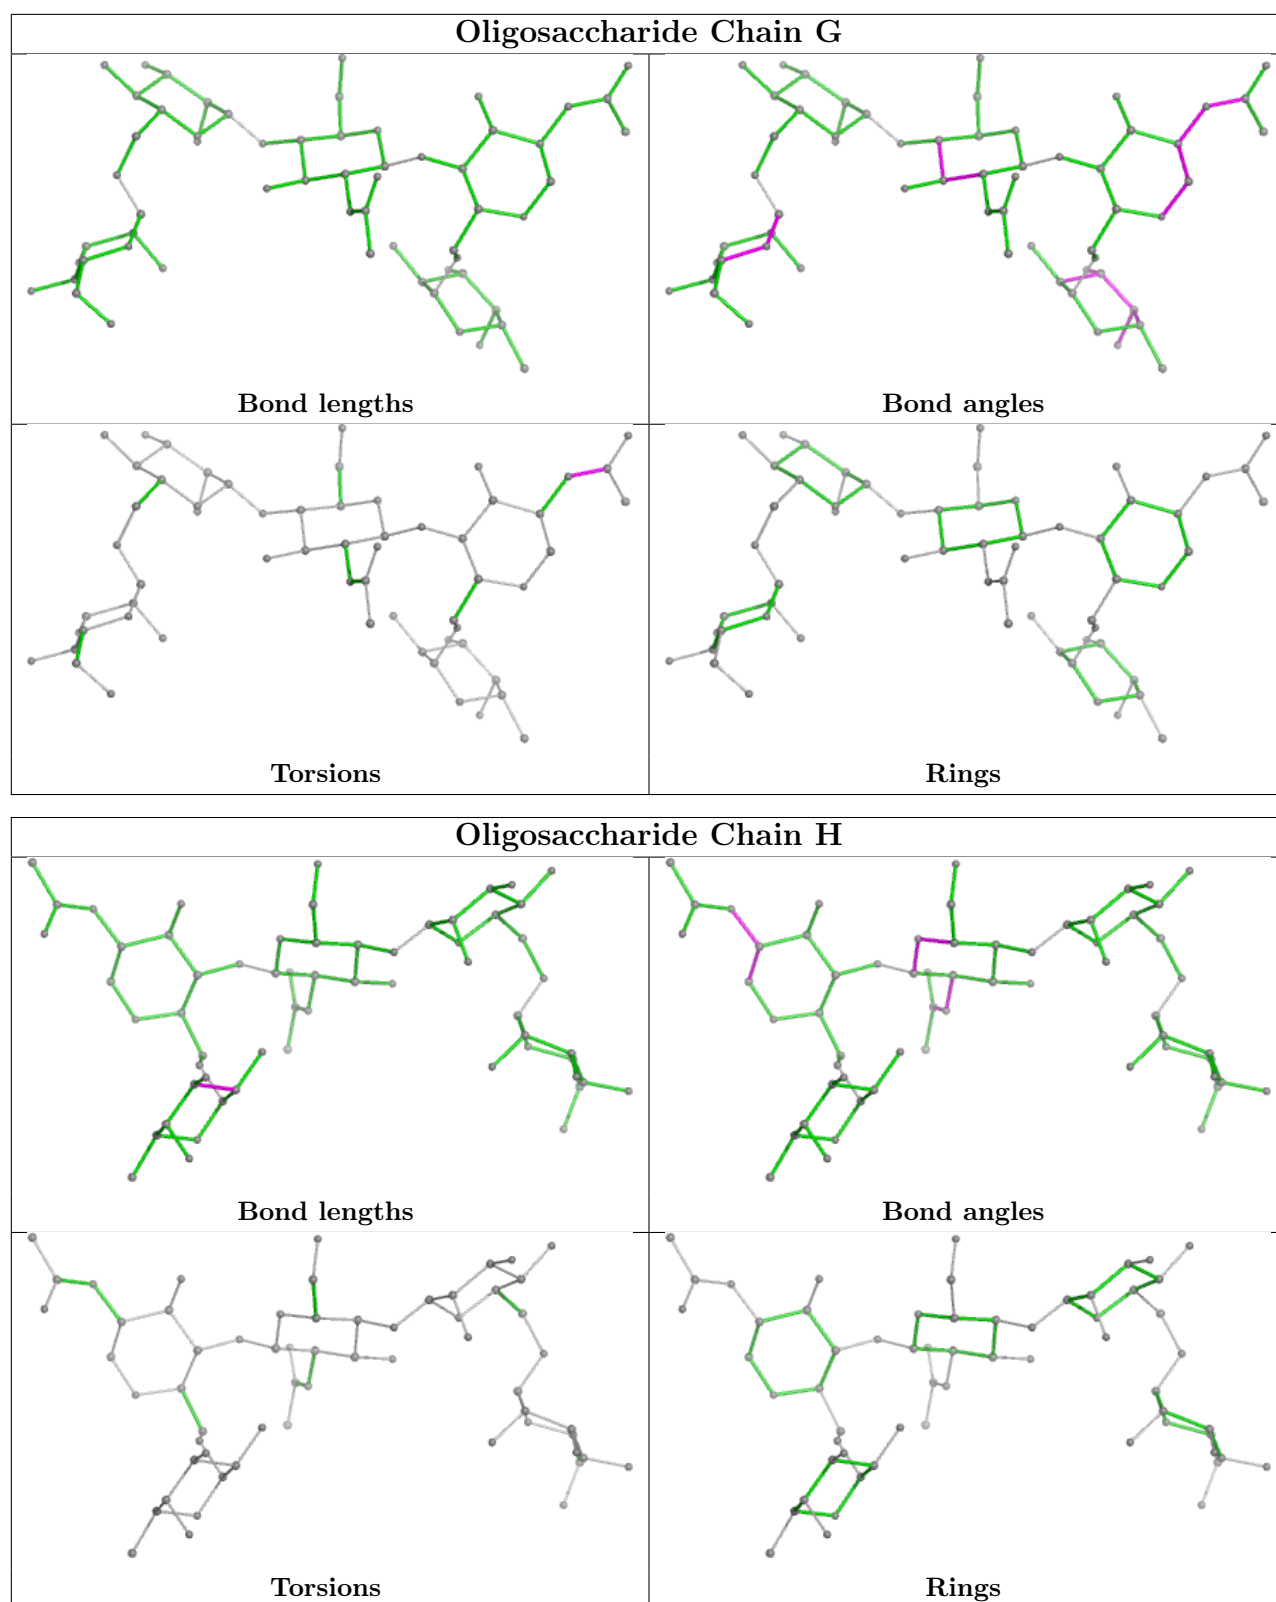 Oligosaccharide Chain G
Bond lengths
Bond angles
Torsions
Rings
Oligosaccharide Chain H
Bond lengths
Bond angles
Torsions
Rings